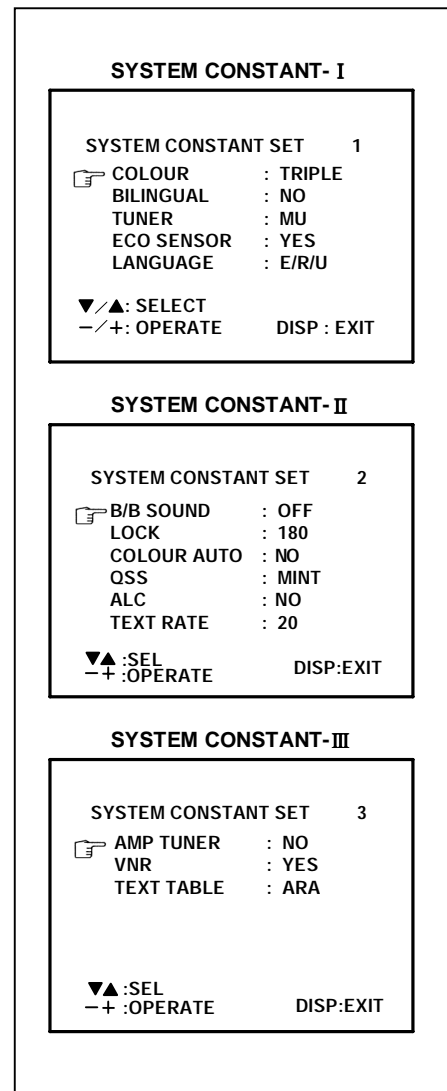 SYSTEM CONSTANT- Ⅰ
SYSTEM CONSTANT SET 1
COLOUR : TRIPLE
BILINGUAL : NO
TUNER : MU
ECO SENSOR : YES
LANGUAGE : E/R/U
▼/▲: SELECT
−/+: OPERATE DISP : EXIT
SYSTEM CONSTANT- Ⅱ
SYSTEM CONSTANT SET 2
B/B SOUND : OFF
LOCK : 180
COLOUR AUTO : NO
QSS : MINT
ALC : NO
TEXT RATE : 20
▼▲ :SEL
−+ :OPERATE DISP:EXIT
SYSTEM CONSTANT-Ⅲ
SYSTEM CONSTANT SET 3
AMP TUNER : NO
VNR : YES
TEXT TABLE : ARA
▼▲ :SEL
−+ :OPERATE DISP:EXIT